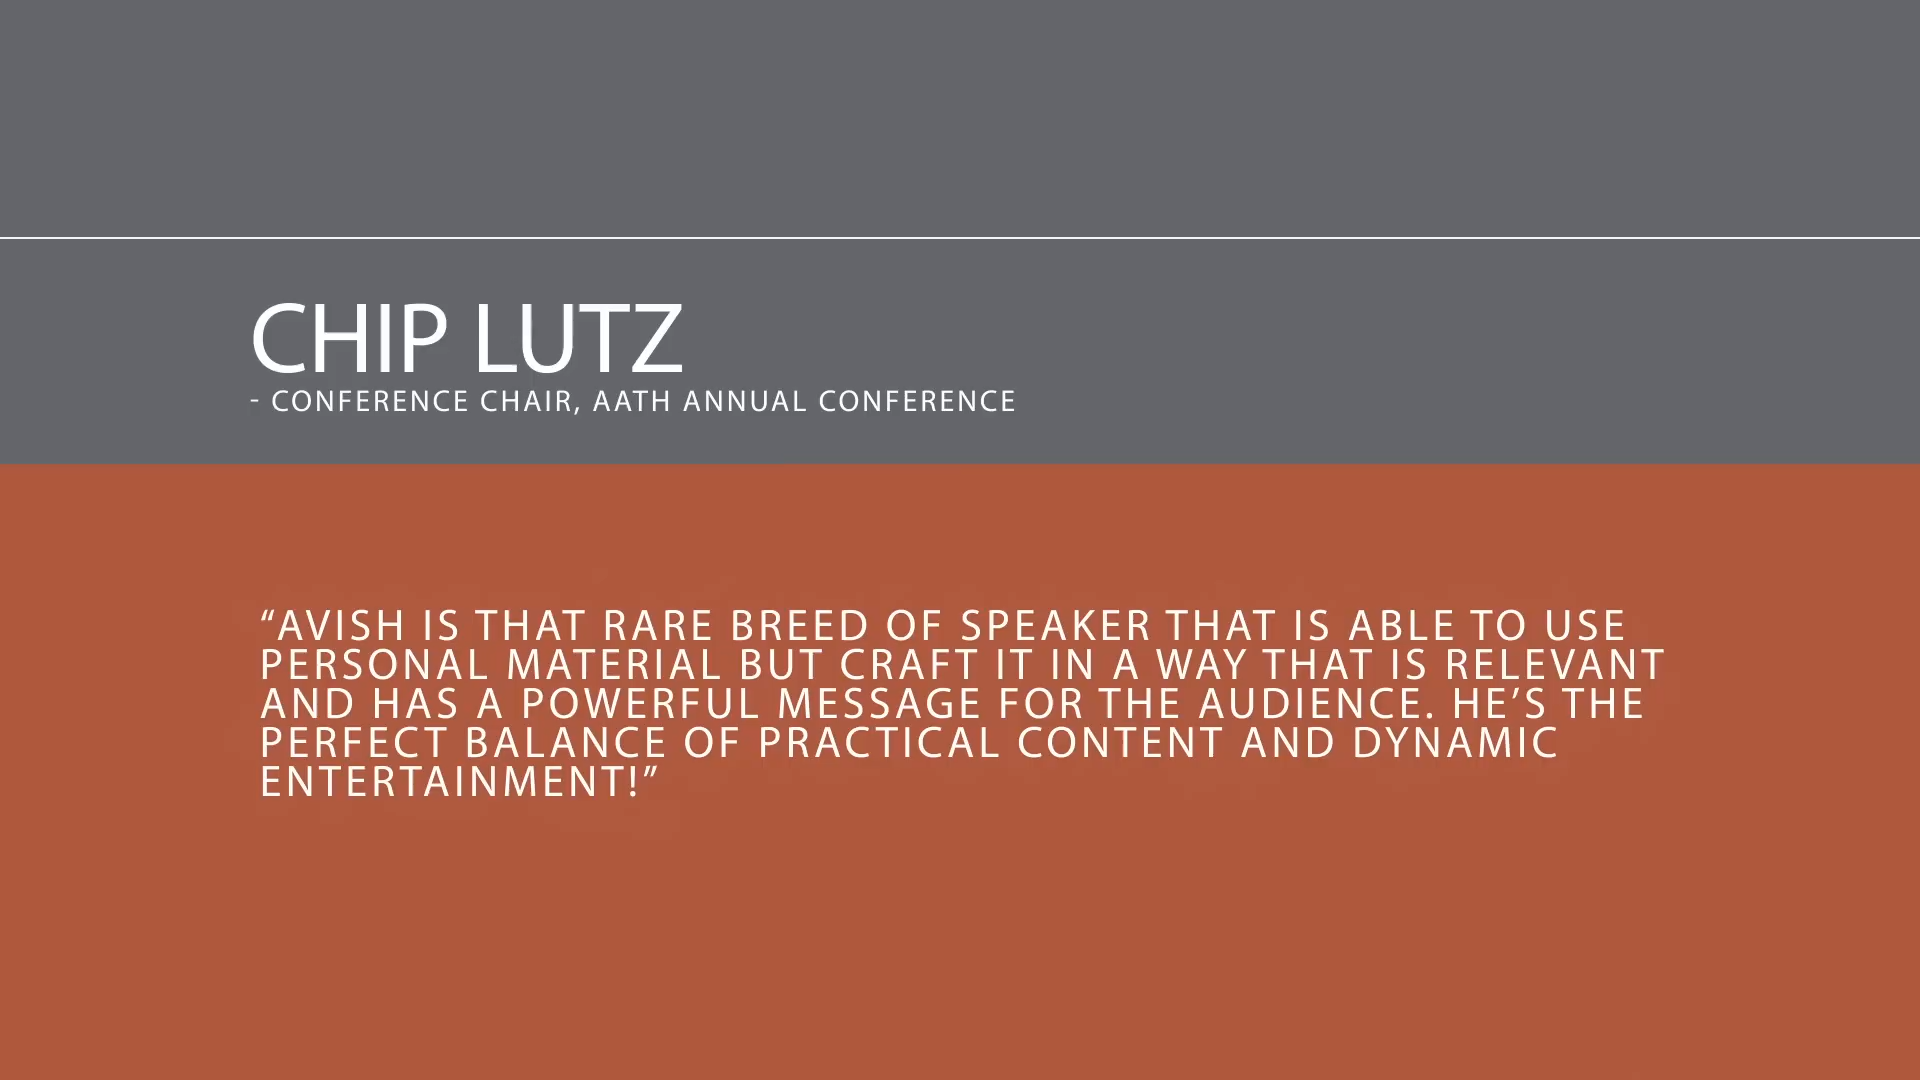 CHIP LUTZ
- CONFERENCE CHAIR, AATH ANNUAL CONFERENCE
“AVISH IS THAT RARE BREED OF SPEAKER THAT IS ABLE TO USE
PERSONAL MATERIAL BUT CRAFT IT IN A WAY THAT IS RELEVANT
AND HAS A POWERFUL MESSAGE FOR THE AUDIENCE. HE’S THE
PERFECT BALANCE OF PRACTICAL CONTENT AND DYNAMIC
ENTERTAINMENT!”